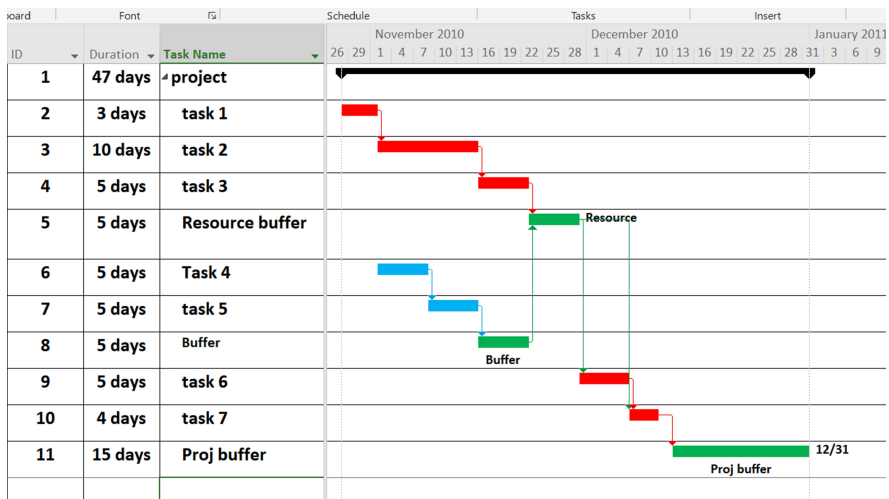 board Font Schedule Tasks Insert
November 2010 December 2010 January 2011
ID Duration Task Name 26 29 1 4 7 10 13 16 19 22 25 28 1 4 7 10 13 16 19 22 25 28 31 3 6 9
1 47 days project
2 3 days task 1
3 10 days task 2
4 5 days task 3
5 5 days Resource buffer Resource
6 5 days Task 4
7 5 days task 5
8 5 days Buffer
Buffer
9 5 days task 6
10 4 days task 7
11 15 days Proj buffer 12/31
Proj buffer